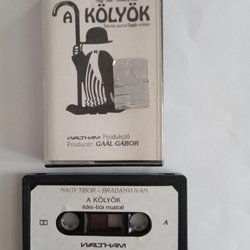 A KÖLYÖK
WALTHAM Produkció
Producer: GAÁL GÁBOR
NAGY TIBOR - BRADÁNYI IVÁN
A KÖLYÖK
édes-bús musical
A
WALTHAM